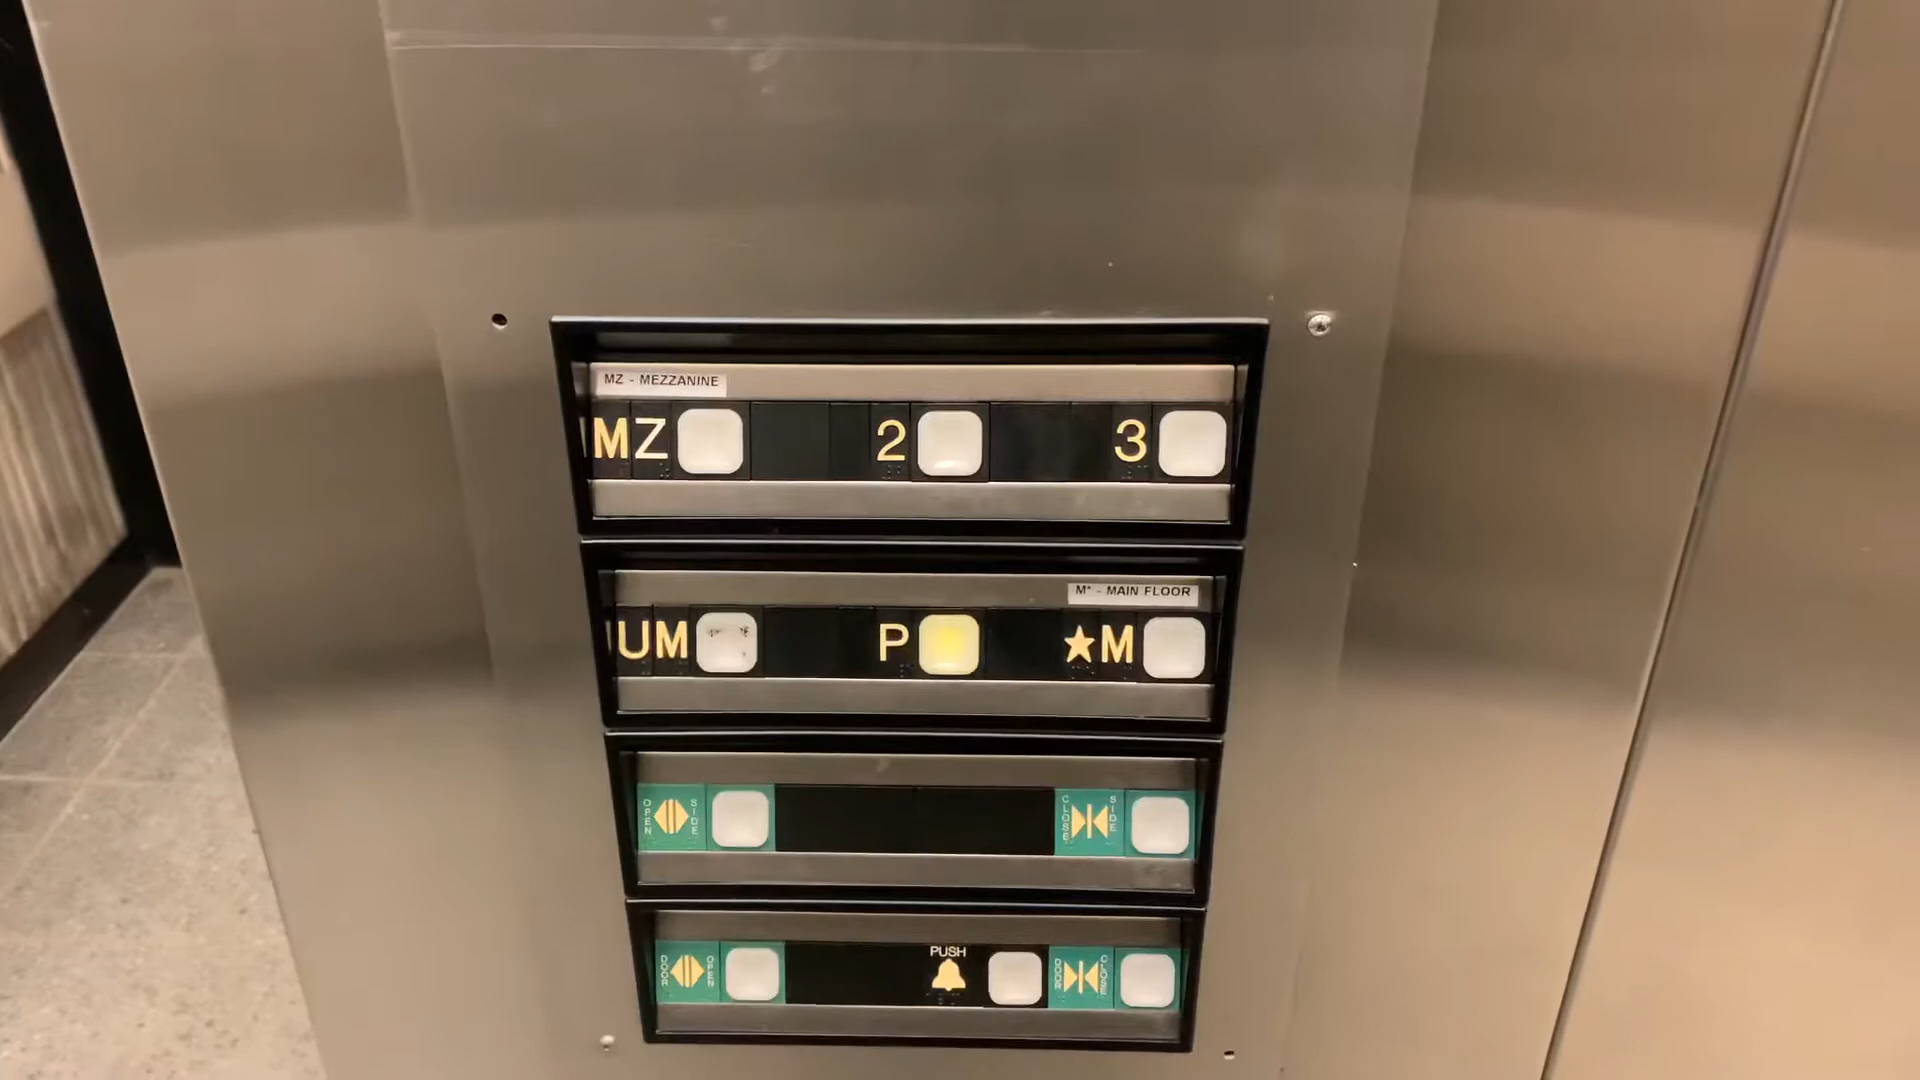 MZ - MEZZANINE
MZ 2 3
M* - MAIN FLOOR
UM P ★M
OPEN SIDE CLOSE SIDE
PUSH
DOOR OPEN DOOR CLOSE